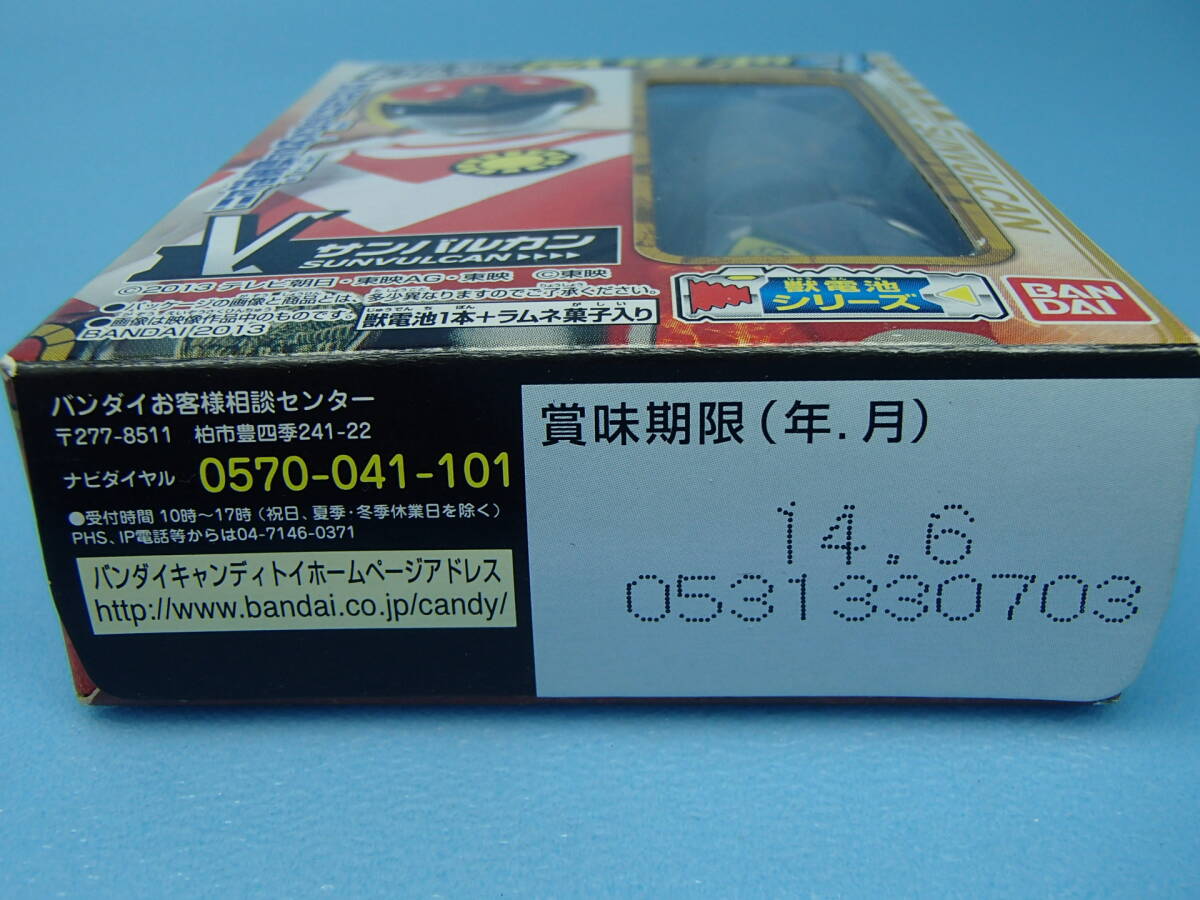 サンバルカン
SUNVULCAN
SUNVULCAN
©2013 テレビ朝日・東映AG・東映 ©東映
●パッケージの画像と商品とは、多少異なりますのでご了承ください。
●画像は映像作品中のものです。
BANDAI/2013
獣電池1本+ラムネ菓子入り
獣電池
シリーズ
BAN
DAI
バンダイお客様相談センター
〒277-8511 柏市豊四季241-22
ナビダイヤル 0570-041-101
●受付時間 10時〜17時（祝日、夏季・冬季休業日を除く）
PHS、IP電話等からは04-7146-0371
バンダイキャンディトイホームページアドレス
http://www.bandai.co.jp/candy/
賞味期限（年.月）
14.6
0531330703